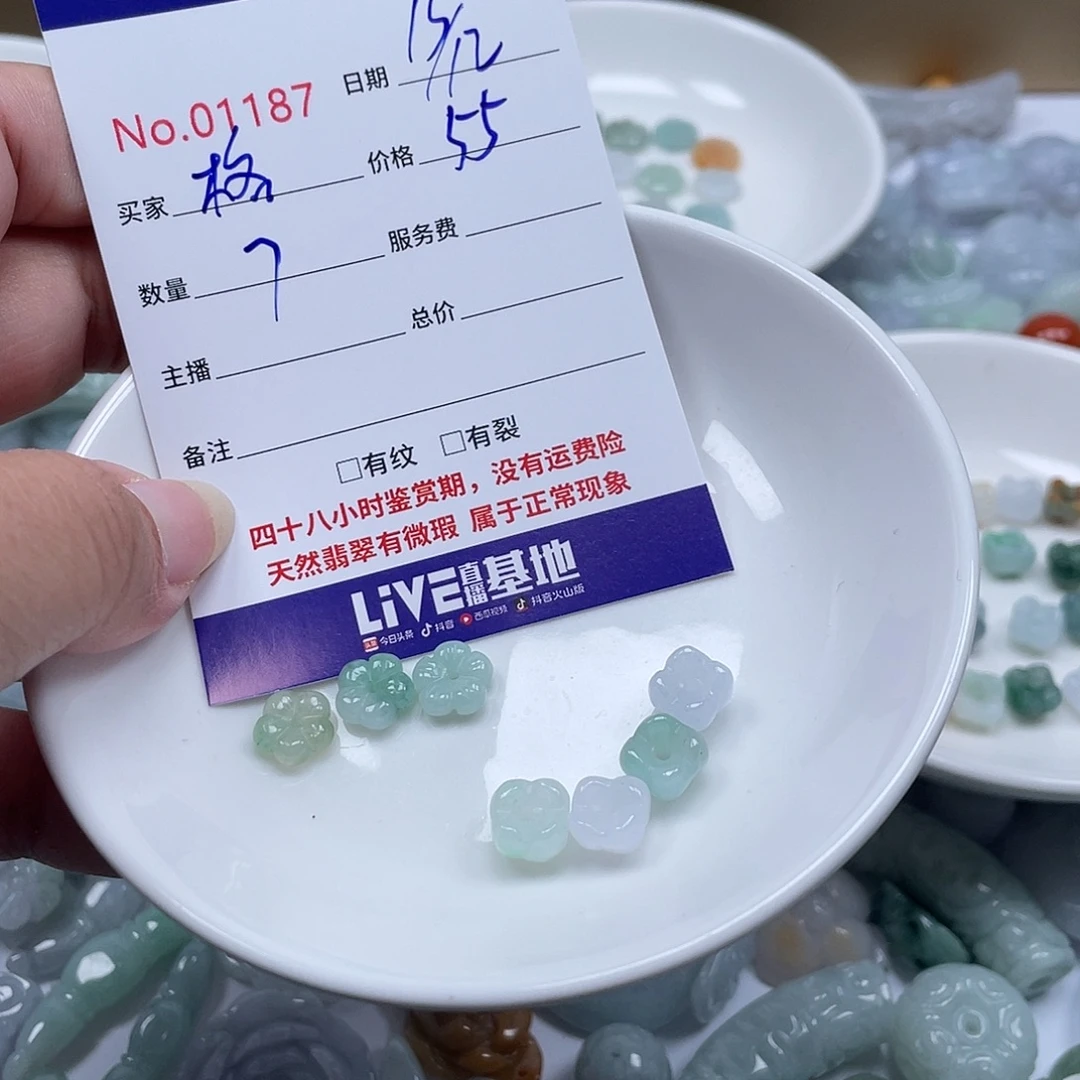 日期 15/12
No.01187
买家 格 价格 55
数量 7 服务费
主播 总价
备注
□有纹 □有裂
四十八小时鉴赏期，没有运费险
天然翡翠有微瑕 属于正常现象
LiVE直播基地
今日头条 抖音 西瓜视频 抖音火山版